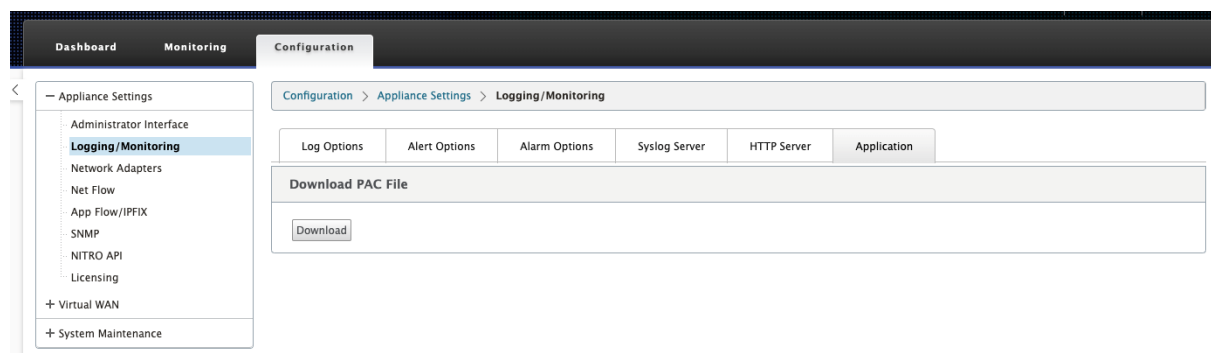 Dashboard Monitoring Configuration
− Appliance Settings
Administrator Interface
Logging/Monitoring
Network Adapters
Net Flow
App Flow/IPFIX
SNMP
NITRO API
Licensing
+ Virtual WAN
+ System Maintenance
Configuration > Appliance Settings > Logging/Monitoring
Log Options Alert Options Alarm Options Syslog Server HTTP Server Application
Download PAC File
Download